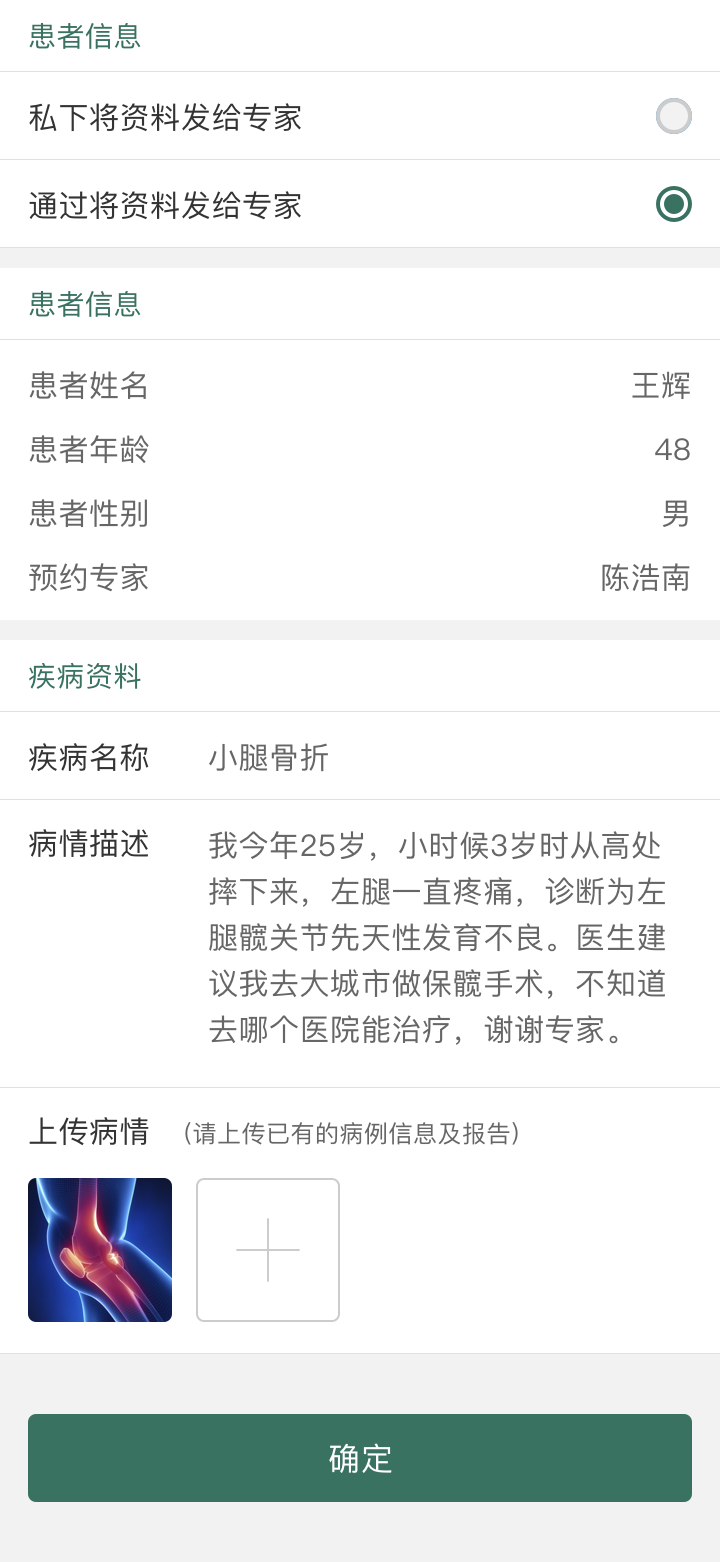 患者信息
私下将资料发给专家
通过将资料发给专家
患者信息
患者姓名 王辉
患者年龄 48
患者性别 男
预约专家 陈浩南
疾病资料
疾病名称 小腿骨折
病情描述 我今年25岁，小时候3岁时从高处
摔下来，左腿一直疼痛，诊断为左
腿髋关节先天性发育不良。医生建
议我去大城市做保髋手术，不知道
去哪个医院能治疗，谢谢专家。
上传病情 （请上传已有的病例信息及报告）
确定